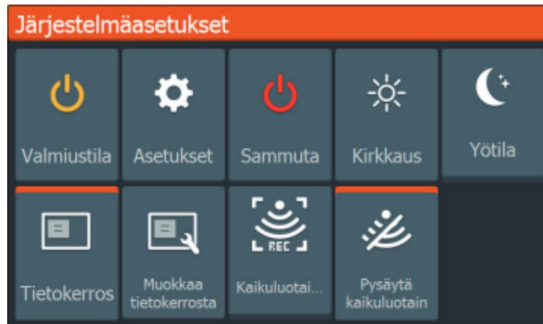 Järjestelmäasetukset
Valmiustila
Asetukset
Sammuta
Kirkkaus
Yötila
Tietokerros
Muokkaa
tietokerrosta
REC
Kaikuluotai...
Pysäytä
kaikuluotain